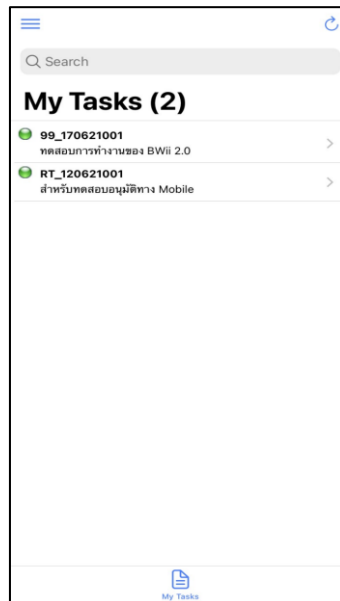 Search
My Tasks (2)
99_170621001
ทดสอบการทำงานของ BWii 2.0
RT_120621001
สำหรับทดสอบอนุมัติทาง Mobile
My Tasks